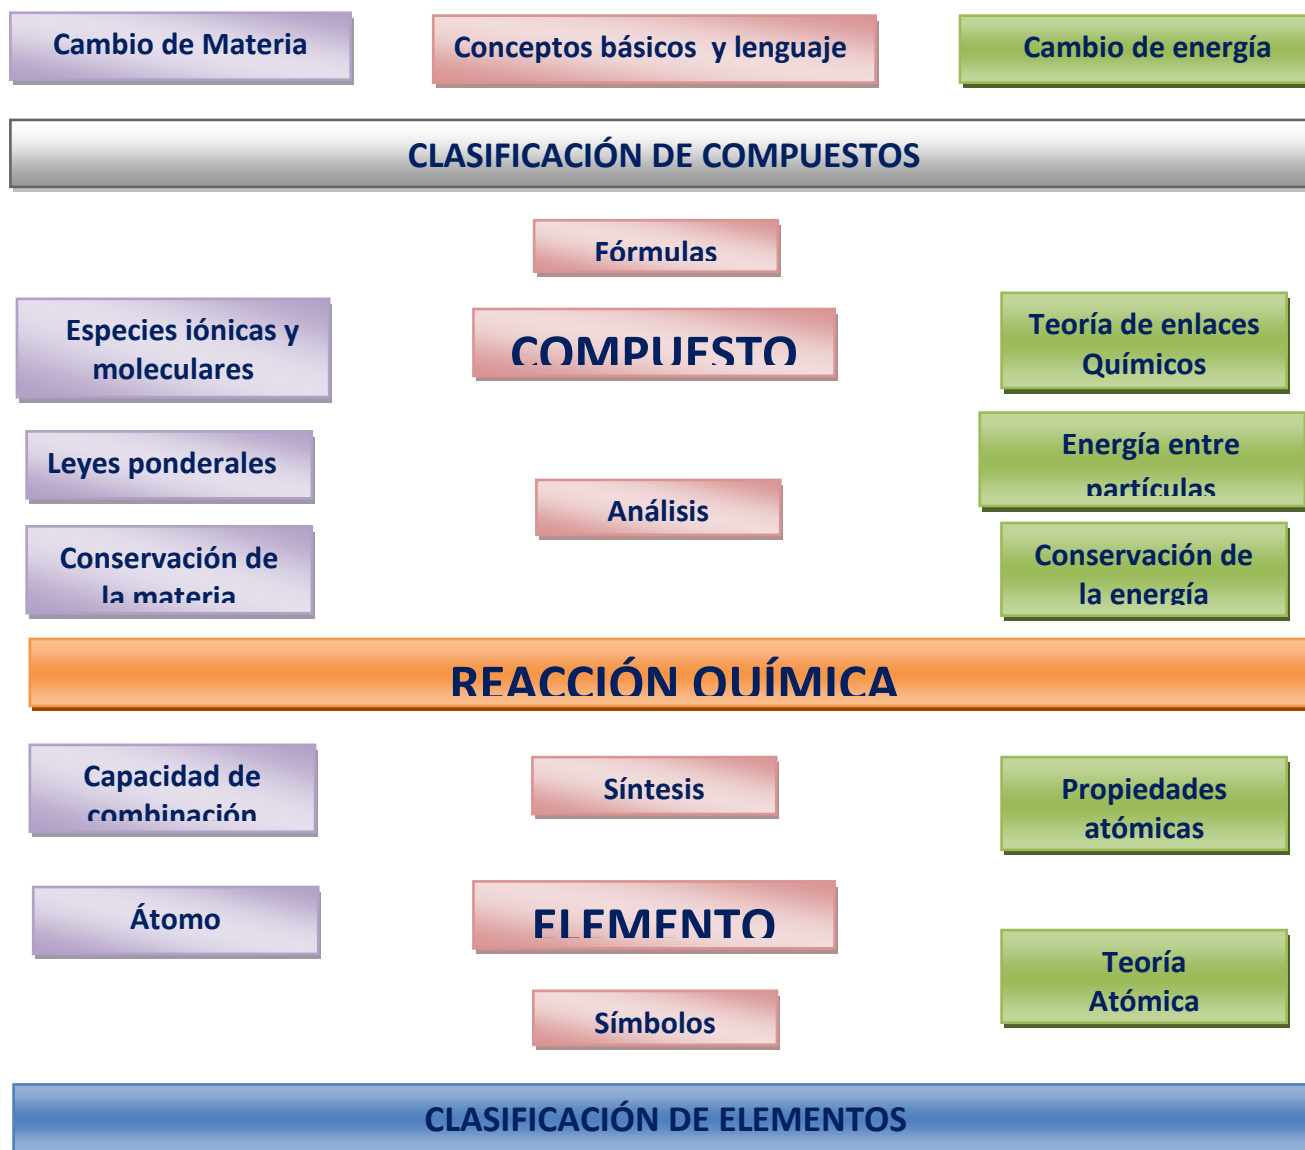 Cambio de Materia
Conceptos básicos y lenguaje
Cambio de energía
CLASIFICACIÓN DE COMPUESTOS
Fórmulas
Especies iónicas y
moleculares
COMPUESTO
Teoría de enlaces
Químicos
Leyes ponderales
Análisis
Energía entre
partículas
Conservación de
la materia
Conservación de
la energía
REACCIÓN QUÍMICA
Capacidad de
combinación
Síntesis
Propiedades
atómicas
Átomo
ELEMENTO
Teoría
Atómica
Símbolos
CLASIFICACIÓN DE ELEMENTOS